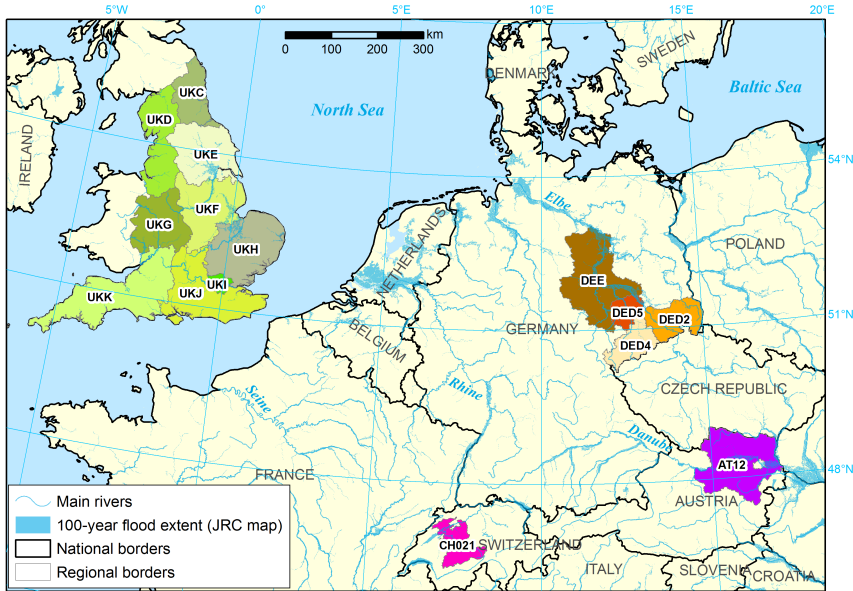 5°W
0°
5°E
10°E
15°E
20°E
km
0
100
200
300
SWEDEN
DENMARK
Baltic Sea
UKC
North Sea
UKD
IRELAND
UKE
54°N
UKF
Elbe
UKG
NETHERLANDS
UKH
POLAND
DEE
UKI
UKK
UKJ
DED5
DED2
51°N
GERMANY
BELGIUM
DED4
Rhine
CZECH REPUBLIC
Seine
Danube
AT12
48°N
FRANCE
AUSTRIA
Main rivers
100-year flood extent (JRC map)
National borders
Regional borders
CH021
SWITZERLAND
ITALY
SLOVENIA
CROATIA